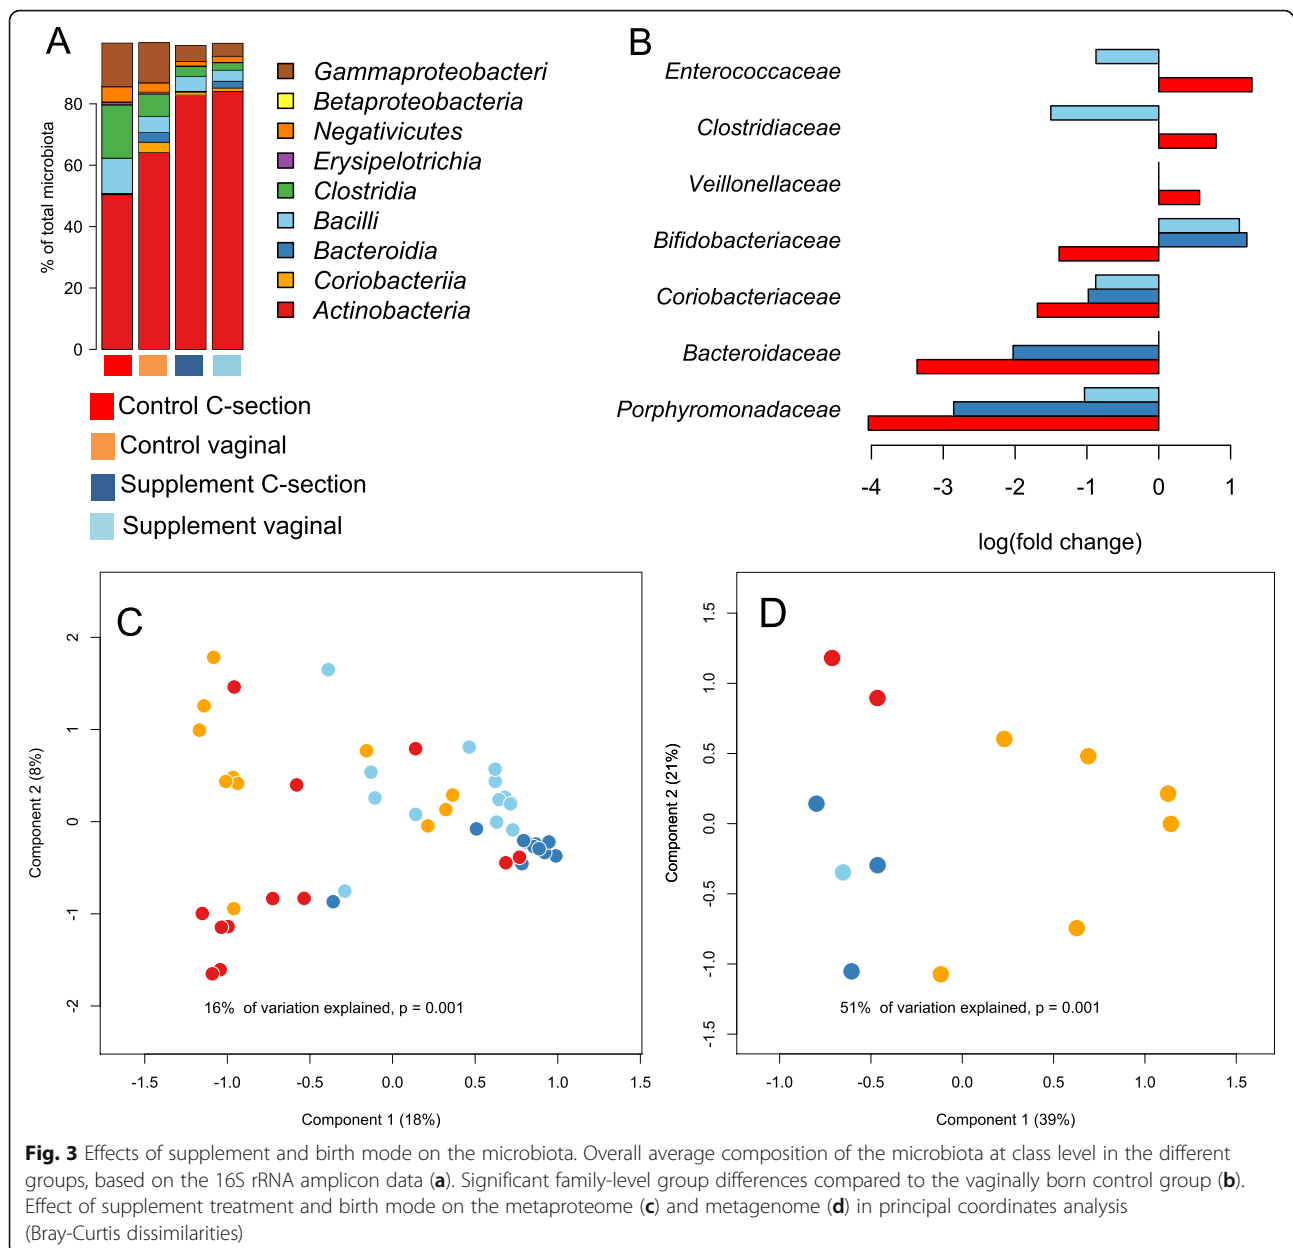 A
% of total microbiota
80
60
40
20
0
Gammaproteobacteri
Betaproteobacteria
Negativicutes
Erysipelotrichia
Clostridia
Bacilli
Bacteroidia
Coriobacteriia
Actinobacteria
Control C-section
Control vaginal
Supplement C-section
Supplement vaginal
B
Enterococcaceae
Clostridiaceae
Veillonellaceae
Bifidobacteriaceae
Coriobacteriaceae
Bacteroidaceae
Porphyromonadaceae
-4 -3 -2 -1 0 1
log(fold change)
C
Component 2 (8%)
2
1
0
-1
-2
16% of variation explained, p = 0.001
-1.5 -1.0 -0.5 0.0 0.5 1.0 1.5
Component 1 (18%)
D
Component 2 (21%)
1.5
1.0
0.5
0.0
-0.5
-1.0
-1.5
51% of variation explained, p = 0.001
-1.0 -0.5 0.0 0.5 1.0 1.5
Component 1 (39%)
Fig. 3 Effects of supplement and birth mode on the microbiota. Overall average composition of the microbiota at class level in the different
groups, based on the 16S rRNA amplicon data (a). Significant family-level group differences compared to the vaginally born control group (b).
Effect of supplement treatment and birth mode on the metaproteome (c) and metagenome (d) in principal coordinates analysis
(Bray-Curtis dissimilarities)